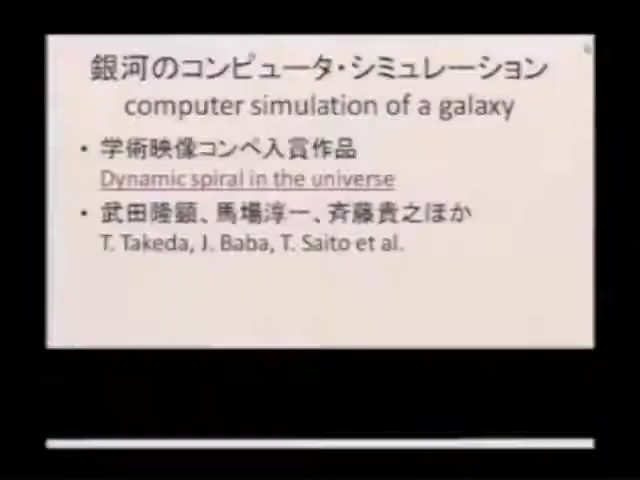 銀河のコンピュータ・シミュレーション
computer simulation of a galaxy
• 学術映像コンペ入賞作品
Dynamic spiral in the universe
• 武田隆顕、馬場淳一、斉藤貴之ほか
T. Takeda, J. Baba, T. Saito et al.